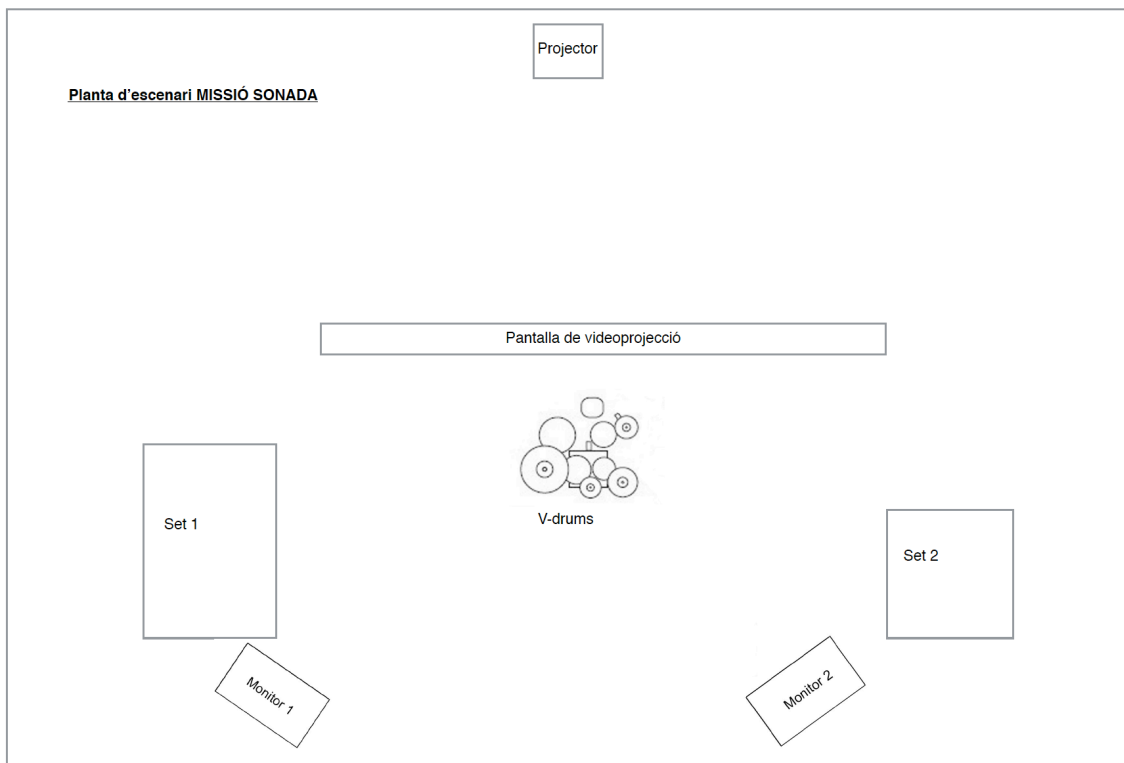 Projector
Planta d'escenari MISSIÓ SONADA
Pantalla de videoprojecció
V-drums
Set 1
Set 2
Monitor 1
Monitor 2